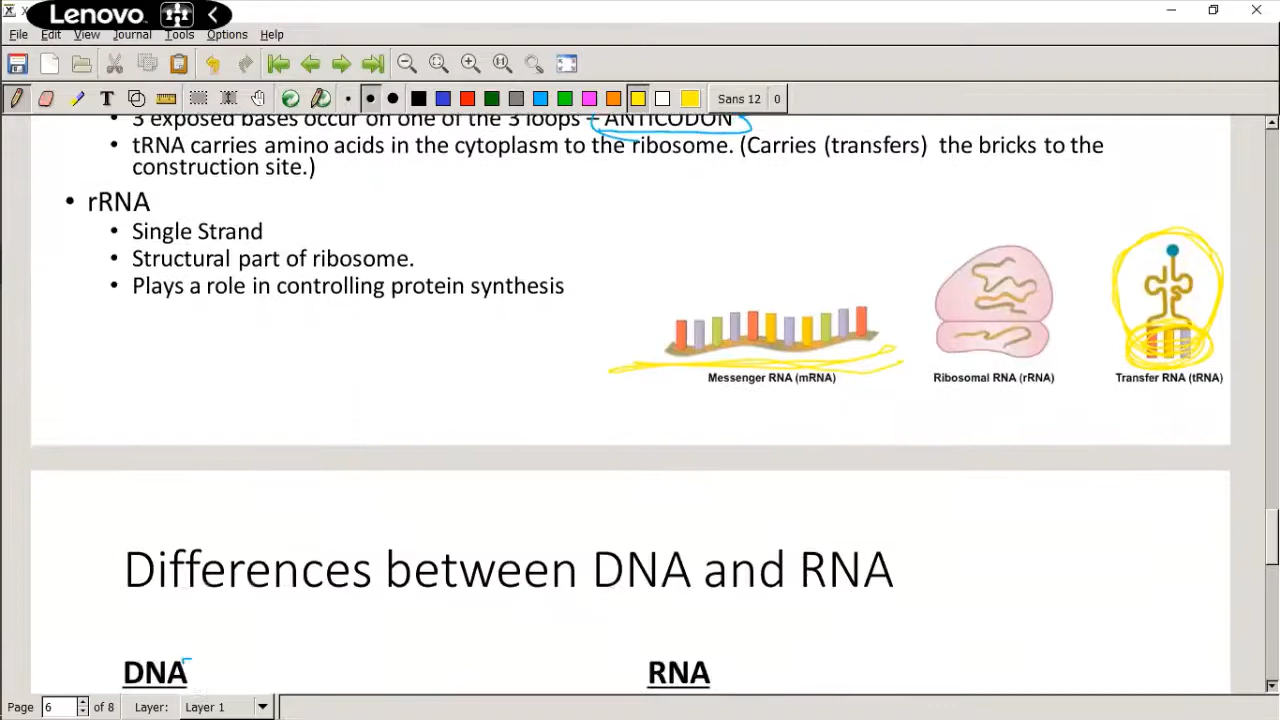 Lenovo
File Edit View Journal Tools Options Help
Sans 12 0
• 3 exposed bases occur on one of the 3 loops – ANTICODON
• tRNA carries amino acids in the cytoplasm to the ribosome. (Carries (transfers) the bricks to the
construction site.)
• rRNA
• Single Strand
• Structural part of ribosome.
• Plays a role in controlling protein synthesis
Messenger RNA (mRNA) Ribosomal RNA (rRNA) Transfer RNA (tRNA)
Differences between DNA and RNA
DNA RNA
Page 6 of 8 Layer: Layer 1